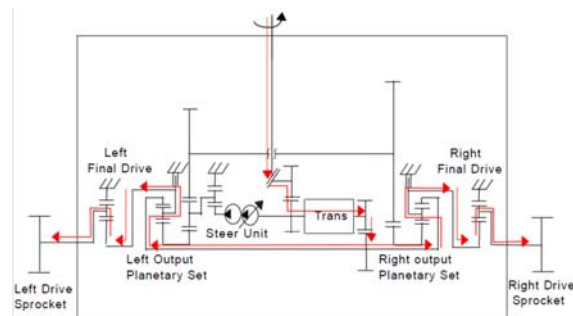 Left
Final Drive
Right
Final Drive
Trans
Steer Unit
Left Output
Planetary Set
Right output
Planetary Set
Left Drive
Sprocket
Right Drive
Sprocket